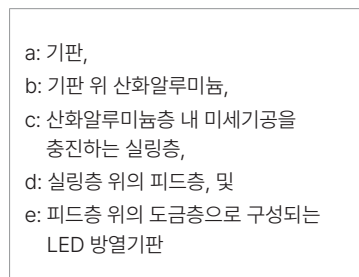 a: 기판,
b: 기판 위 산화알루미늄,
c: 산화알루미늄층 내 미세기공을
충진하는 실링층,
d: 실링층 위의 피드층, 및
e: 피드층 위의 도금층으로 구성되는
LED 방열기판